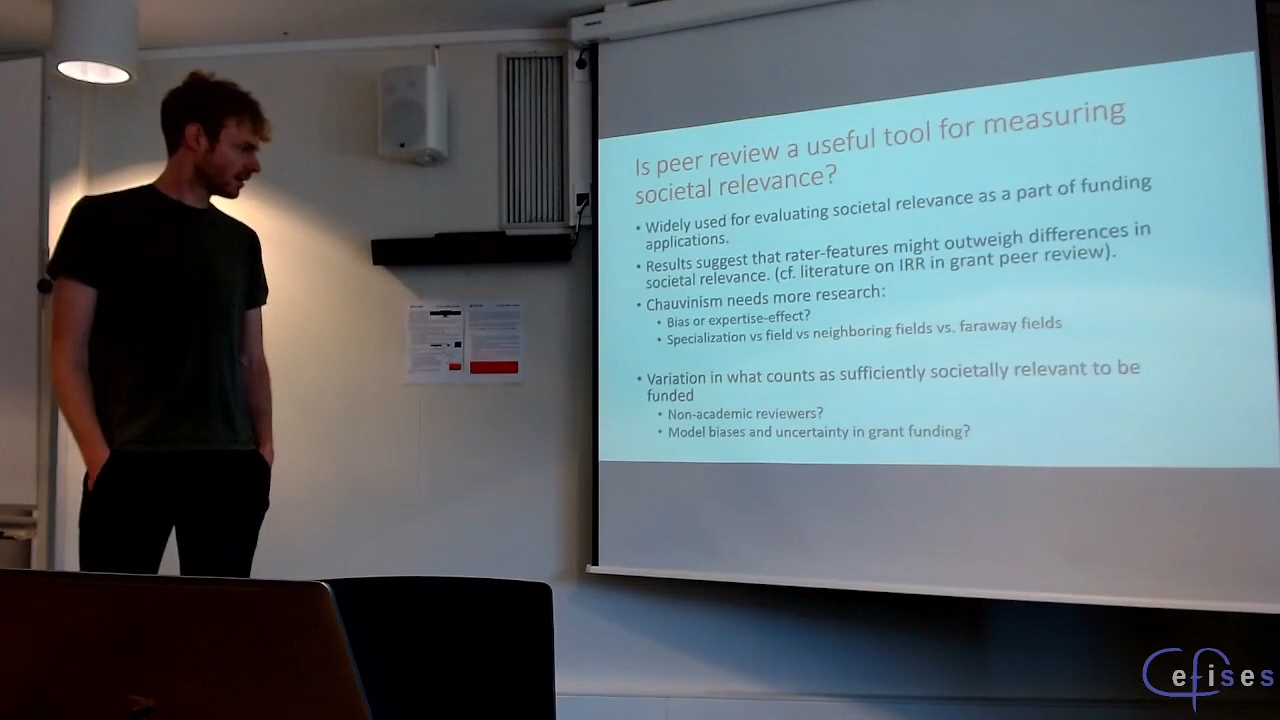 Is peer review a useful tool for measuring
societal relevance?
• Widely used for evaluating societal relevance as a part of funding
applications.
• Results suggest that rater-features might outweigh differences in
societal relevance. (cf. literature on IRR in grant peer review).
• Chauvinism needs more research:
• Bias or expertise-effect?
• Specialization vs field vs neighboring fields vs. faraway fields
• Variation in what counts as sufficiently societally relevant to be
funded
• Non-academic reviewers?
• Model biases and uncertainty in grant funding?
Cefises